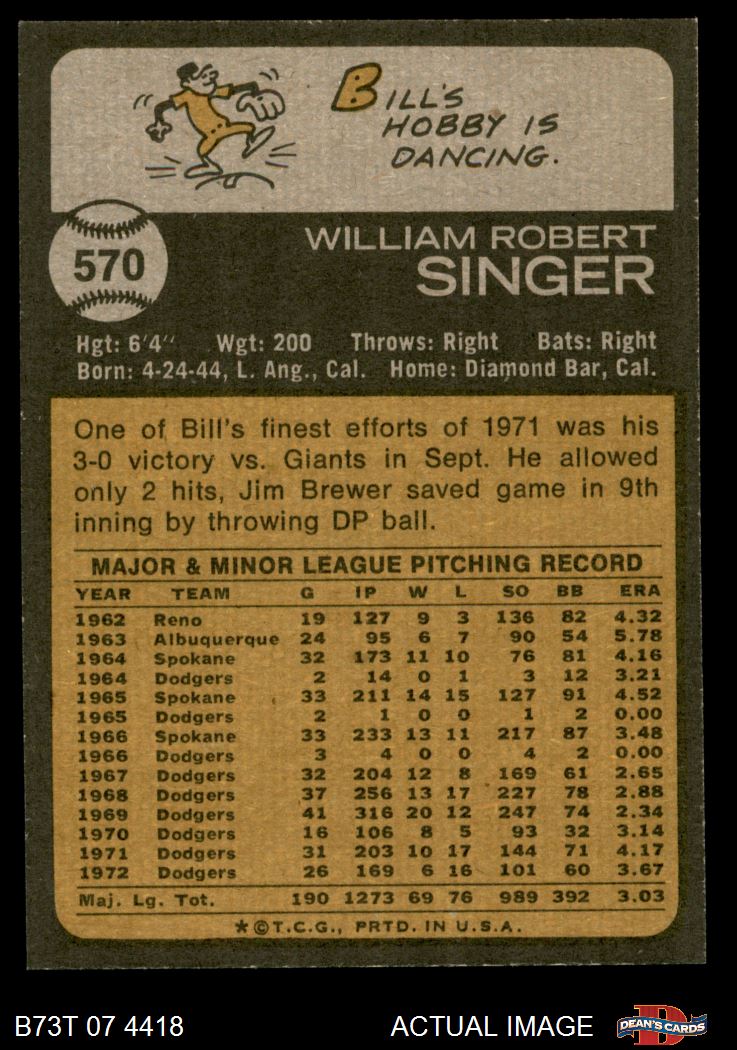 BILL'S
HOBBY IS
DANCING.
570
WILLIAM ROBERT
SINGER
Hgt: 6'4" Wgt: 200 Throws: Right Bats: Right
Born: 4-24-44, L. Ang., Cal. Home: Diamond Bar, Cal.
One of Bill's finest efforts of 1971 was his
3-0 victory vs. Giants in Sept. He allowed
only 2 hits, Jim Brewer saved game in 9th
inning by throwing DP ball.
MAJOR & MINOR LEAGUE PITCHING RECORD
YEAR TEAM G IP W L SO BB ERA
1962 Reno 19 127 9 3 136 82 4.32
1963 Albuquerque 24 95 6 7 90 54 5.78
1964 Spokane 32 173 11 10 76 81 4.16
1964 Dodgers 2 14 0 1 3 12 3.21
1965 Spokane 33 211 14 15 127 91 4.52
1965 Dodgers 2 1 0 0 1 2 0.00
1966 Spokane 33 233 13 11 217 87 3.48
1966 Dodgers 3 4 0 0 4 2 0.00
1967 Dodgers 32 204 12 8 169 61 2.65
1968 Dodgers 37 256 13 17 227 78 2.88
1969 Dodgers 41 316 20 12 247 74 2.34
1970 Dodgers 16 106 8 5 93 32 3.14
1971 Dodgers 31 203 10 17 144 71 4.17
1972 Dodgers 26 169 6 16 101 60 3.67
Maj. Lg. Tot. 190 1273 69 76 989 392 3.03
★©T.C.G., PRTD. IN U.S.A.
B73T 07 4418 ACTUAL IMAGE DEAN'S CARDS